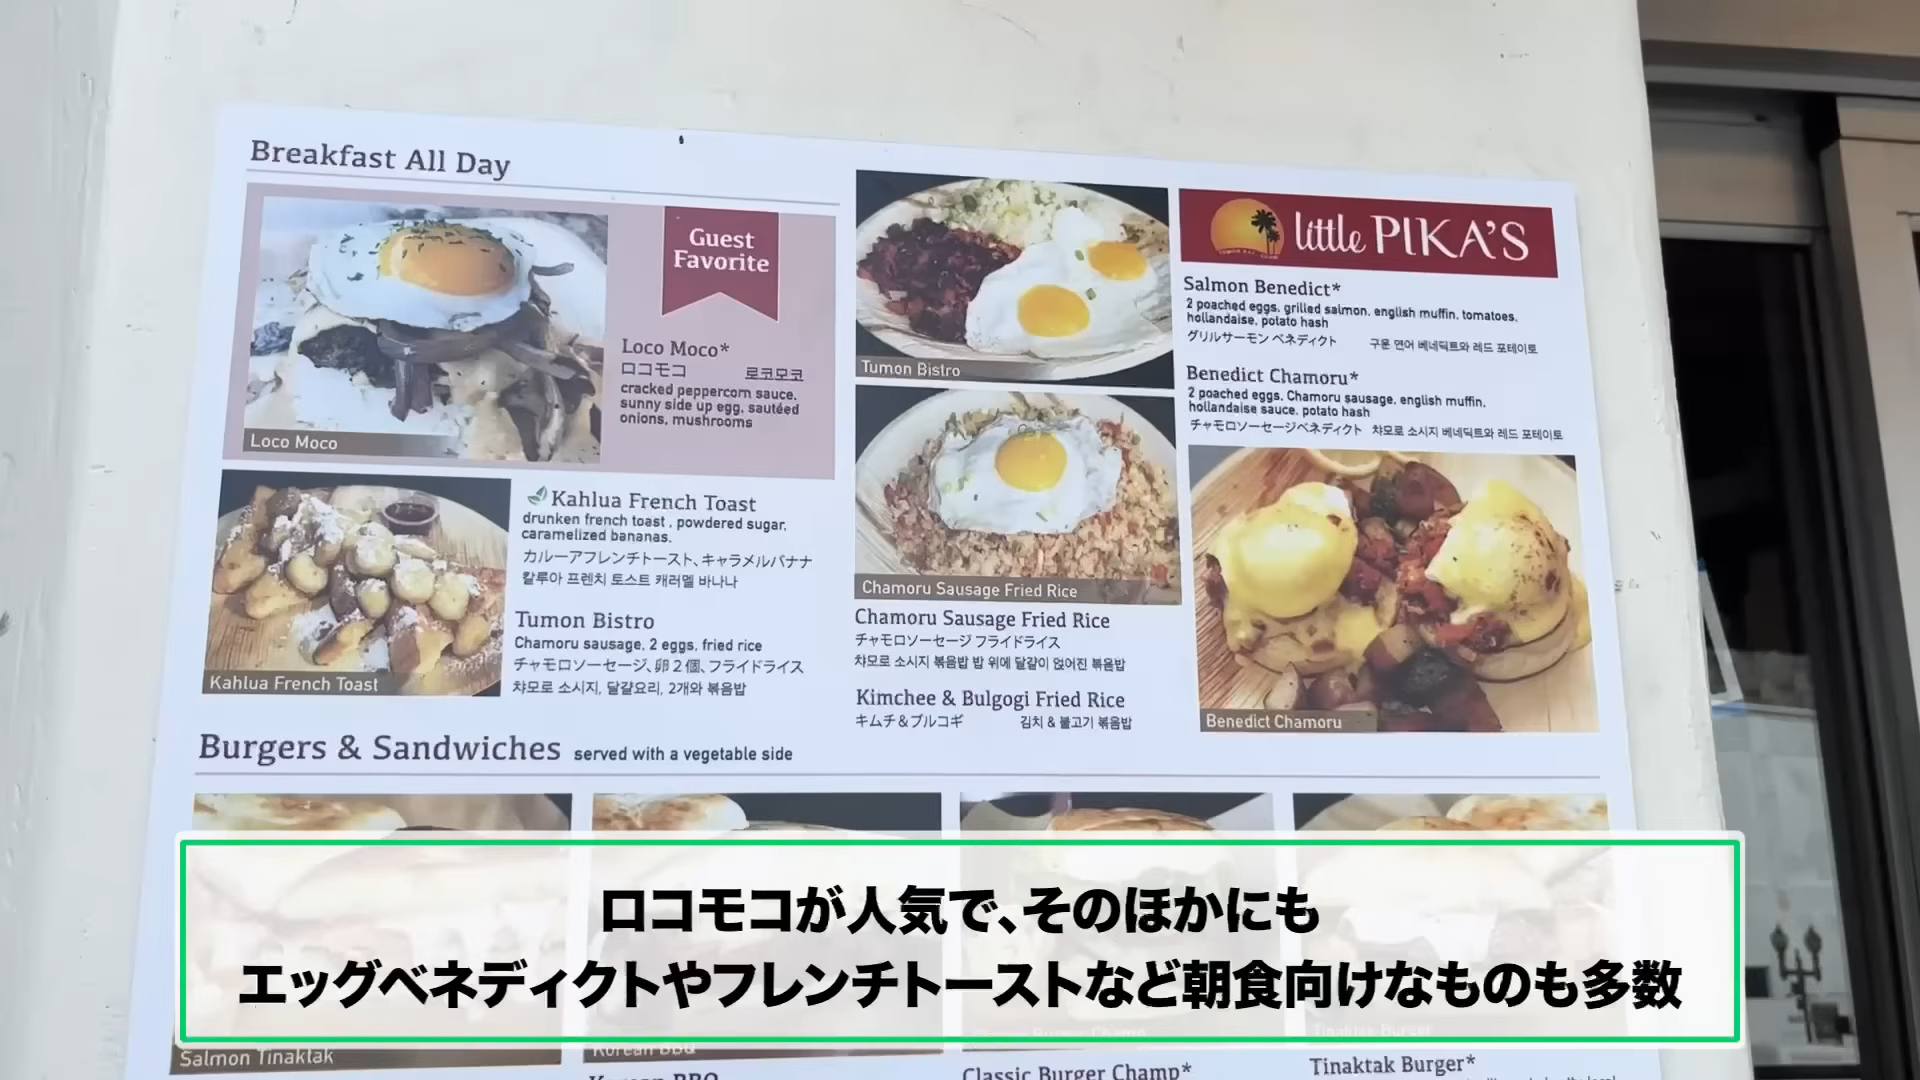 Breakfast All Day
Guest
Favorite
Loco Moco*
ロコモコ 로코모코
cracked peppercorn sauce,
sunny side up egg, sautéed
onions, mushrooms
Loco Moco
Kahlua French Toast
drunken french toast , powdered sugar,
caramelized bananas.
カルーアフレンチトースト、キャラメルバナナ
칼루아 프렌치 토스트 캐러멜 바나나
Tumon Bistro
Chamoru sausage, 2 eggs, fried rice
チャモロソーセージ、卵２個、フライドライス
챠모로 소시지, 달걀요리, 2개와 볶음밥
Kahlua French Toast
Tumon Bistro
Chamoru Sausage Fried Rice
Chamoru Sausage Fried Rice
チャモロソーセージ フライドライス
챠모로 소시지 볶음밥 밥 위에 달걀이 얹어진 볶음밥
Kimchee & Bulgogi Fried Rice
キムチ＆ブルコギ 김치 & 불고기 볶음밥
little PIKA'S
Salmon Benedict*
2 poached eggs, grilled salmon, english muffin, tomatoes,
hollandaise, potato hash
グリルサーモン ベネディクト 구운 연어 베네딕트와 레드 포테이토
Benedict Chamoru*
2 poached eggs, Chamoru sausage, english muffin,
hollandaise sauce, potato hash
チャモロソーセージベネディクト 챠모로 소시지 베네딕트와 레드 포테이토
Benedict Chamoru
Burgers & Sandwiches served with a vegetable side
ロコモコが人気で、そのほかにも
エッグベネディクトやフレンチトーストなど朝食向けなものも多数
Salmon Tinaktak
Korean BBQ
Tinaktak Burger
Korean BBQ
Classic Burger Champ*
Tinaktak Burger*